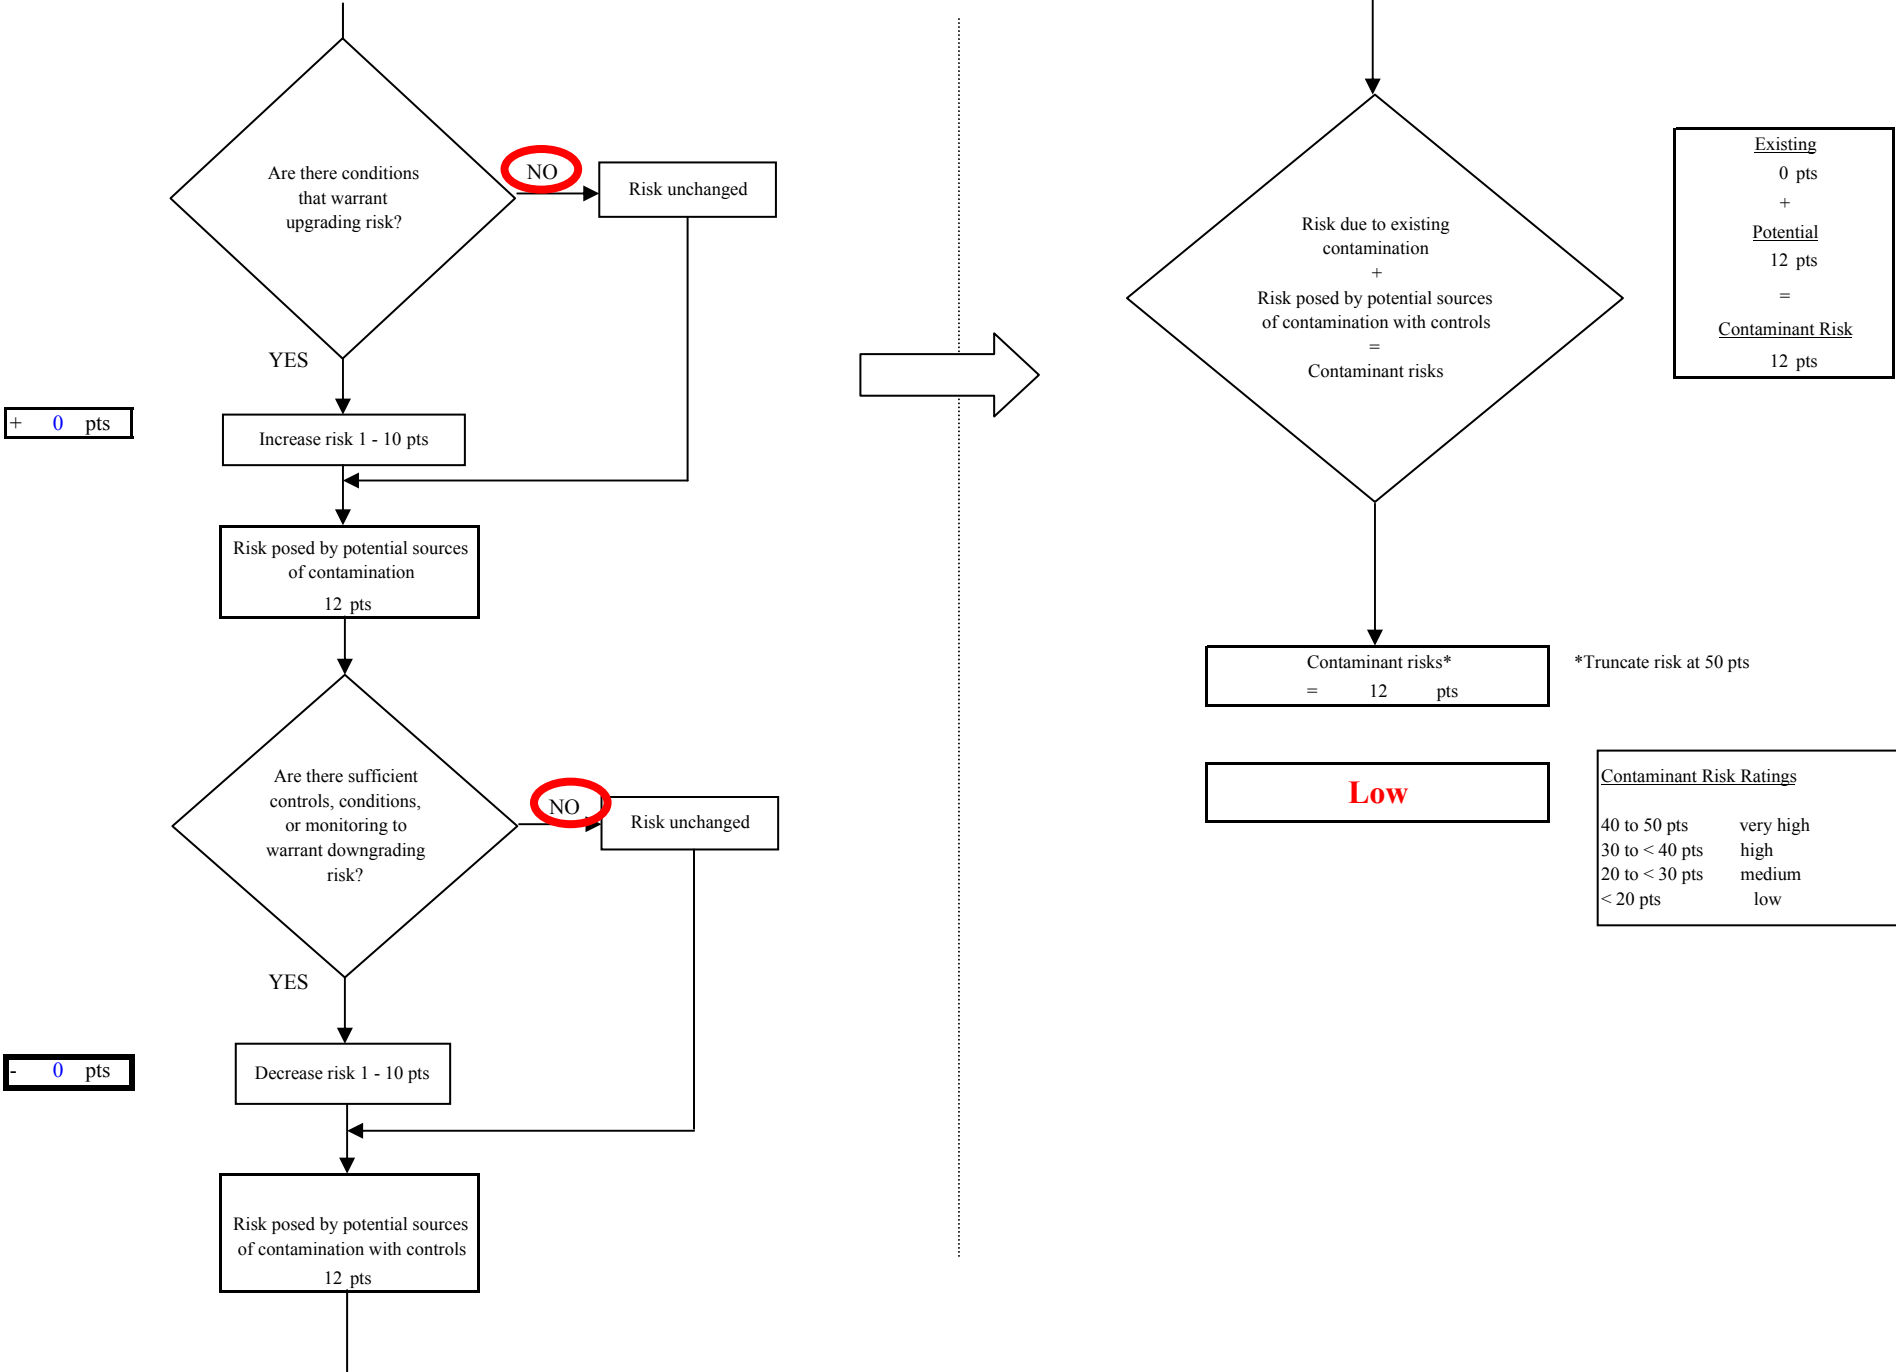 Are there conditions
that warrant
upgrading risk?
NO
Risk unchanged
YES
+ 0 pts
Increase risk 1 - 10 pts
Risk posed by potential sources
of contamination
12 pts
Are there sufficient
controls, conditions,
or monitoring to
warrant downgrading
risk?
NO
Risk unchanged
YES
- 0 pts
Decrease risk 1 - 10 pts
Risk posed by potential sources
of contamination with controls
12 pts
Risk due to existing
contamination
+
Risk posed by potential sources
of contamination with controls
=
Contaminant risks
Existing
0 pts
+
Potential
12 pts
=
Contaminant Risk
12 pts
Contaminant risks*
= 12 pts
*Truncate risk at 50 pts
Low
Contaminant Risk Ratings
40 to 50 pts very high
30 to < 40 pts high
20 to < 30 pts medium
< 20 pts low